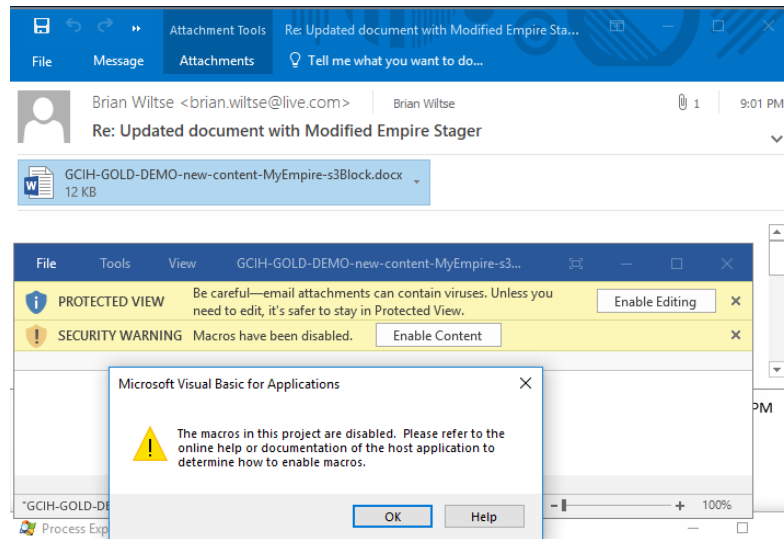 Attachment Tools
Re: Updated document with Modified Empire Sta...
File
Message
Attachments
Tell me what you want to do...
Brian Wiltse <brian.wiltse@live.com>
Brian Wiltse
1
9:01 PM
Re: Updated document with Modified Empire Stager
GCIH-GOLD-DEMO-new-content-MyEmpire-s3Block.docx
12 KB
File
Tools
View
GCIH-GOLD-DEMO-new-content-MyEmpire-s3...
PROTECTED VIEW
Be careful—email attachments can contain viruses. Unless you
need to edit, it's safer to stay in Protected View.
Enable Editing
SECURITY WARNING
Macros have been disabled.
Enable Content
Microsoft Visual Basic for Applications
PM
The macros in this project are disabled. Please refer to the
online help or documentation of the host application to
determine how to enable macros.
OK
Help
"GCIH-GOLD-DE
100%
Process Exp